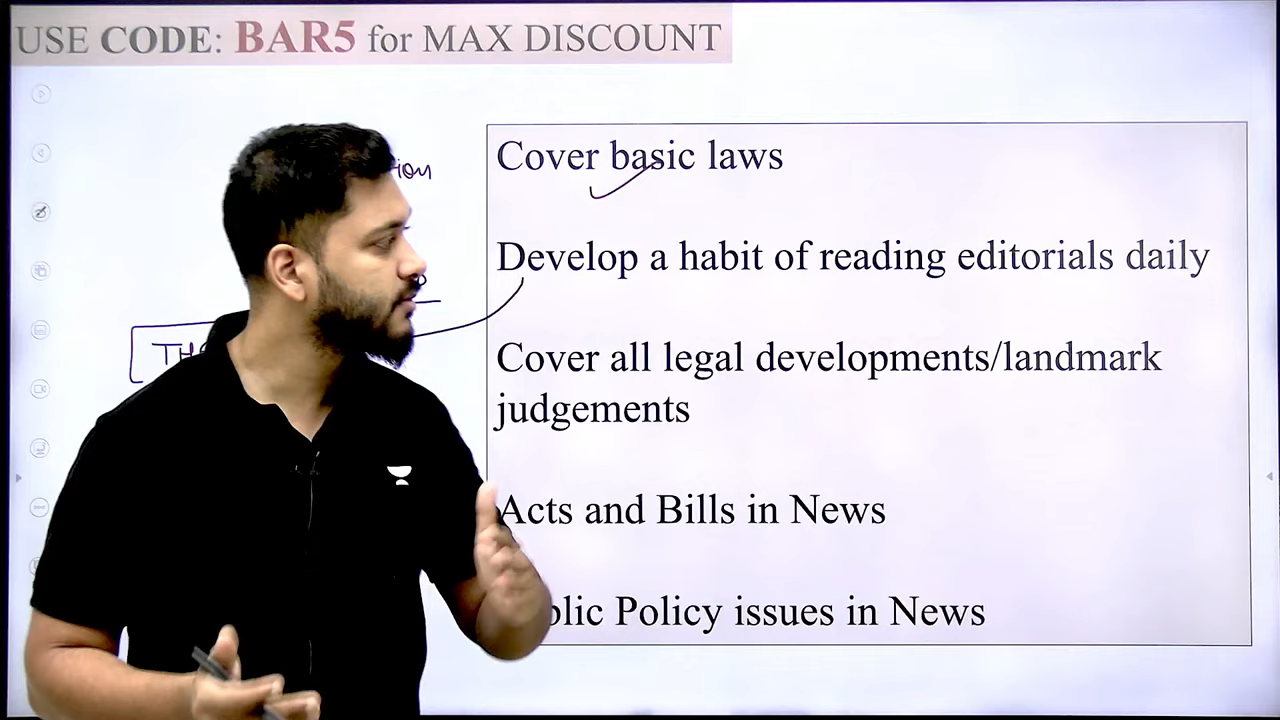 USE CODE: BAR5 for MAX DISCOUNT
Cover basic laws
Develop a habit of reading editorials daily
Cover all legal developments/landmark
judgements
Acts and Bills in News
Policy issues in News